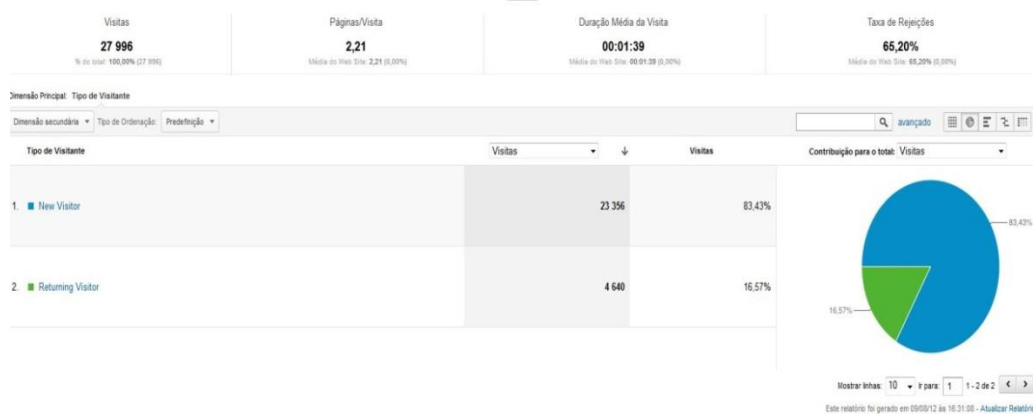 Visitas Páginas/Visita Duração Média da Visita Taxa de Rejeições
27 996 2,21 00:01:39 65,20%
% do total: 100,00% (27 996) Média do Web Site: 2,21 (0,00%) Média do Web Site: 00:01:39 (0,00%) Média do Web Site: 65,20% (0,00%)
Dimensão Principal: Tipo de Visitante
Dimensão secundária Tipo de Ordenação: Predefinição avançado
Tipo de Visitante Visitas Visitas Contribuição para o total: Visitas
1. New Visitor 23 356 83,43%
83,43%
2. Returning Visitor 4 640 16,57%
16,57%
Mostrar linhas: 10 Ir para: 1 1 - 2 de 2
Este relatório foi gerado em 09/08/12 às 16:31:08 - Atualizar Relatório